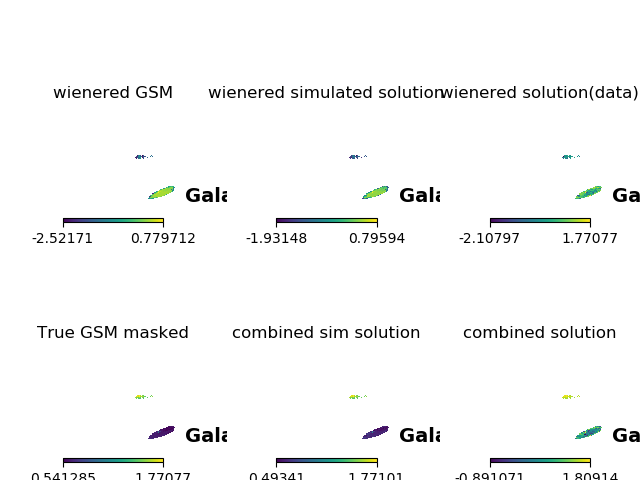 wienered GSM wienered simulated solution wienered solution(data)
Gala Gala Ga
-2.52171 0.779712 -1.93148 0.79594 -2.10797 1.77077
True GSM masked combined sim solution combined solution
Gala Gala Ga
0.541285 1.77077 0.49341 1.77101 -0.891071 1.80914